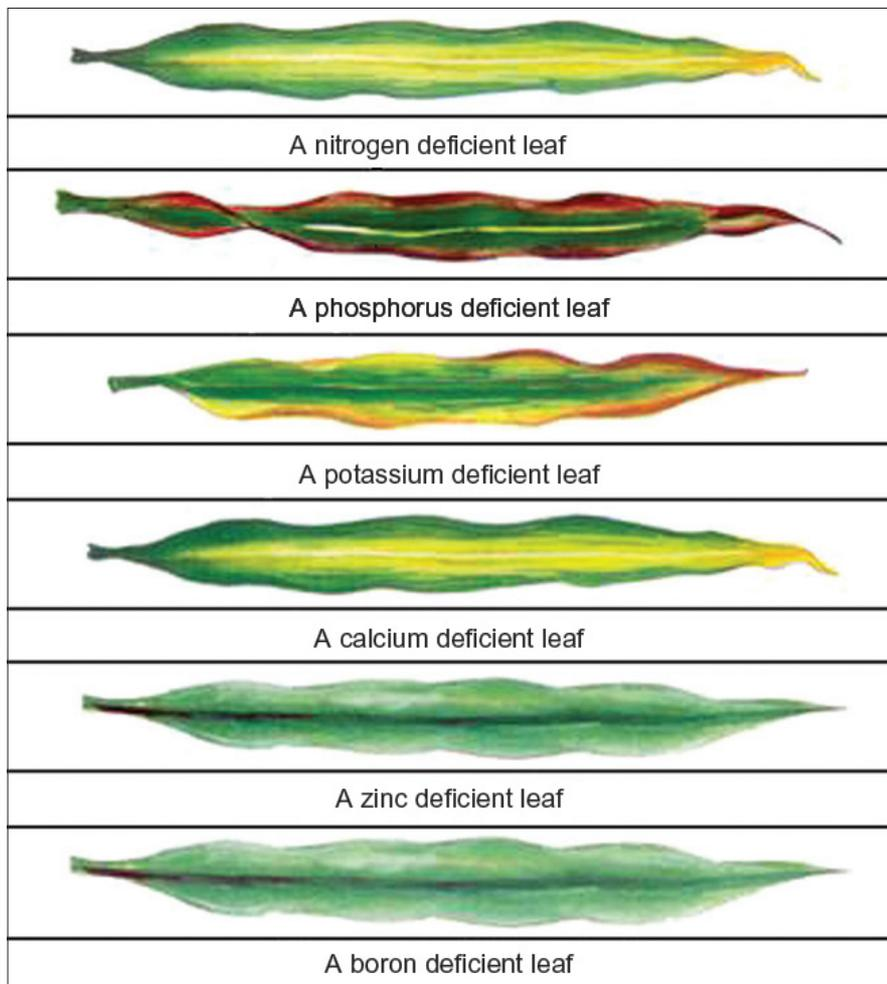 A nitrogen deficient leaf
A phosphorus deficient leaf
A potassium deficient leaf
A calcium deficient leaf
A zinc deficient leaf
A boron deficient leaf